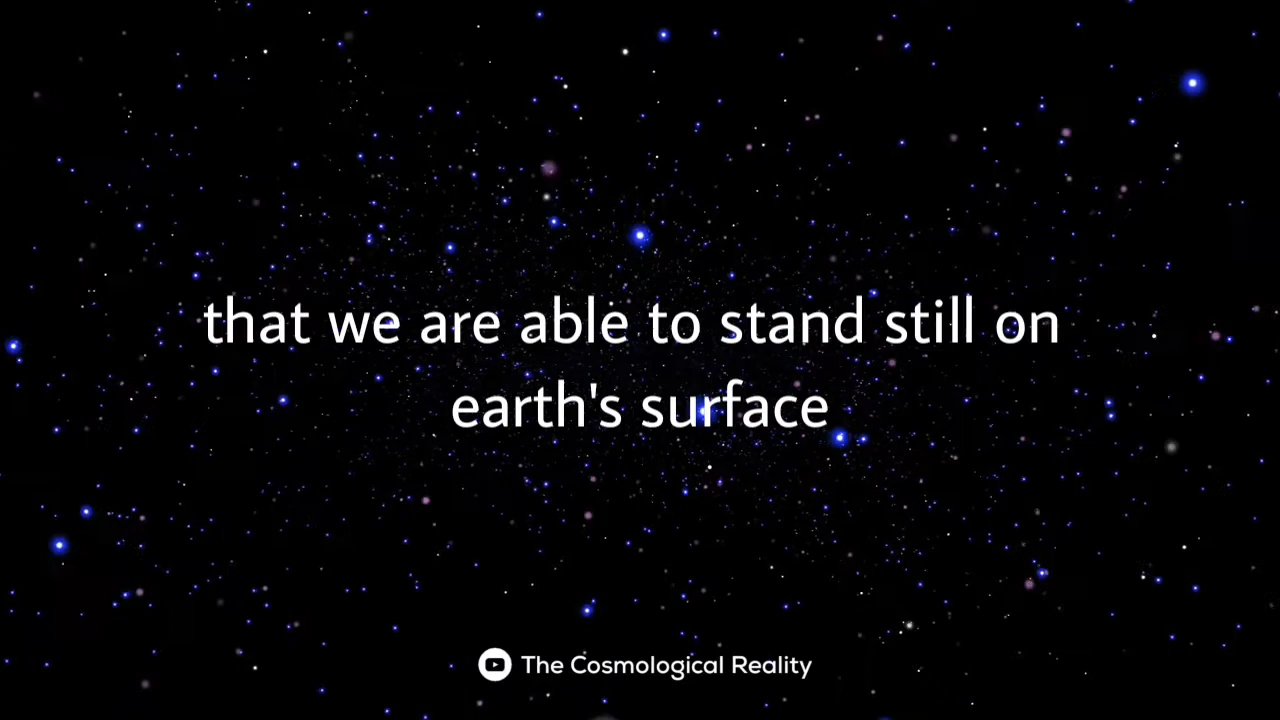 that we are able to stand still on
earth's surface
The Cosmological Reality